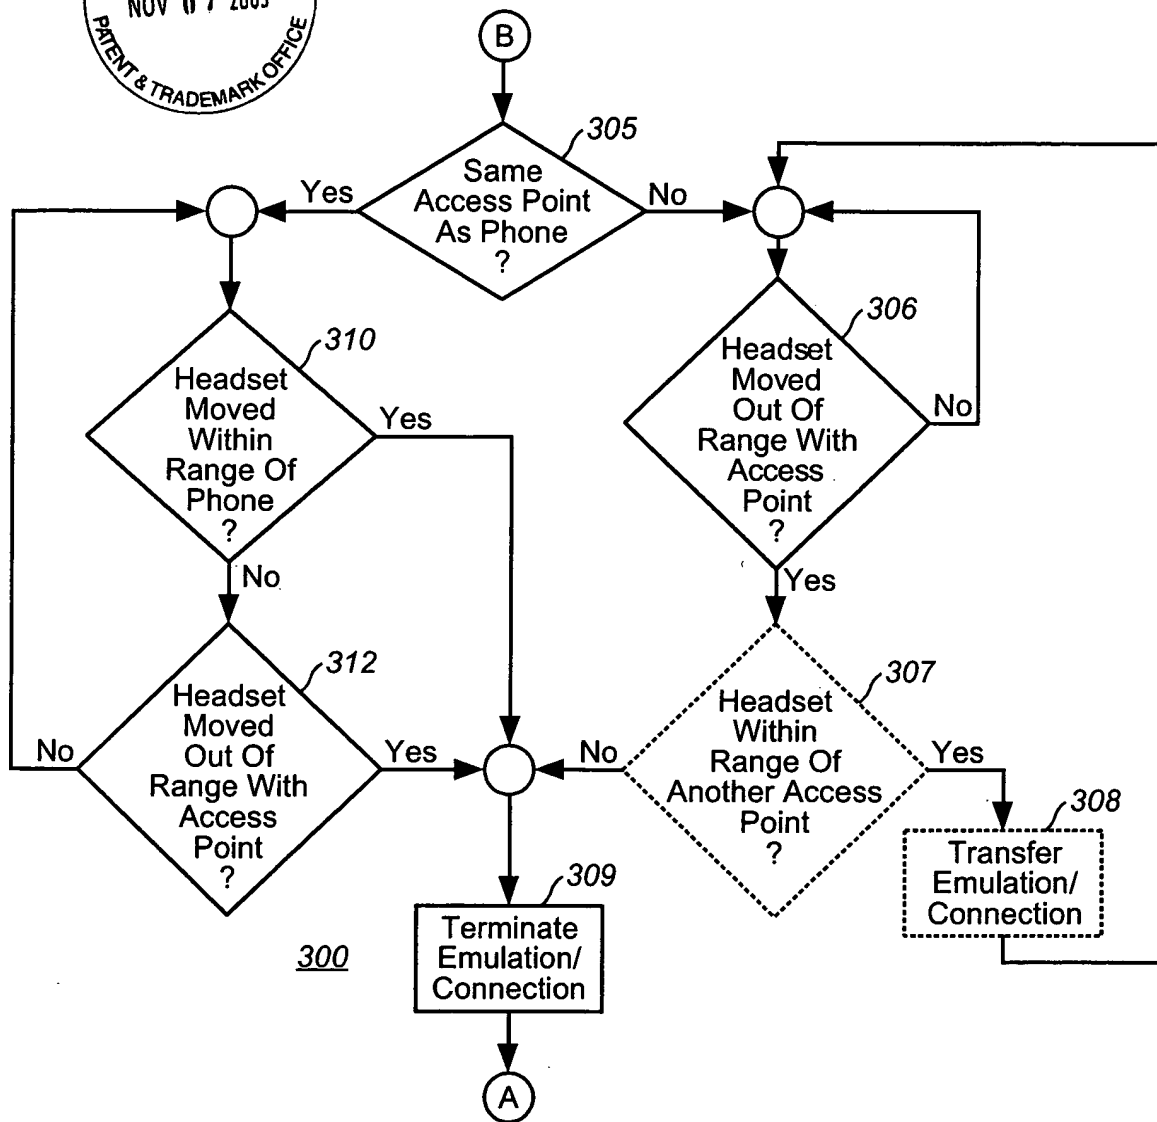 NOV 07 2005
PATENT & TRADEMARK OFFICE
B
305
Same
Access Point
As Phone
?
Yes
No
310
Headset
Moved
Within
Range Of
Phone
?
Yes
No
306
Headset
Moved
Out Of
Range With
Access
Point
?
No
Yes
312
Headset
Moved
Out Of
Range With
Access
Point
?
No
Yes
307
Headset
Within
Range Of
Another Access
Point
?
No
Yes
308
Transfer
Emulation/
Connection
309
Terminate
Emulation/
Connection
300
A